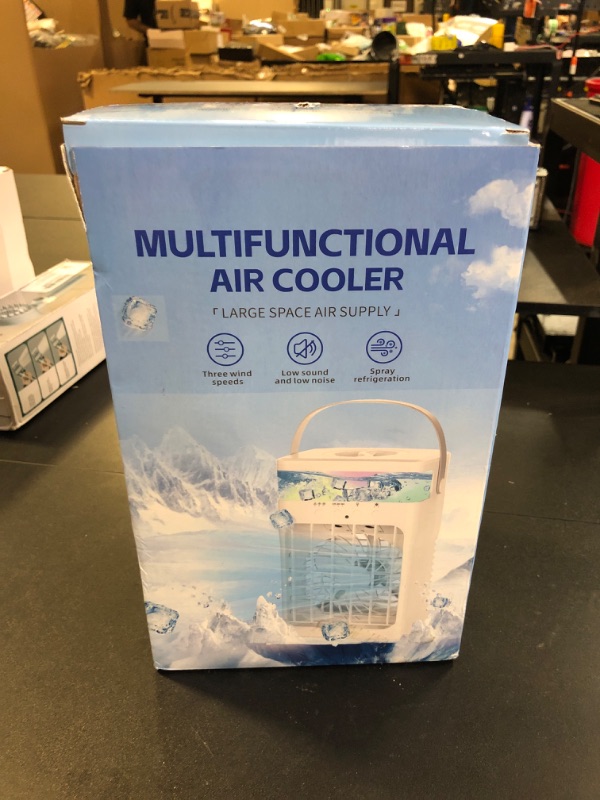 MULTIFUNCTIONAL
AIR COOLER
「 LARGE SPACE AIR SUPPLY 」
Three wind
speeds
Low sound
and low noise
Spray
refrigeration